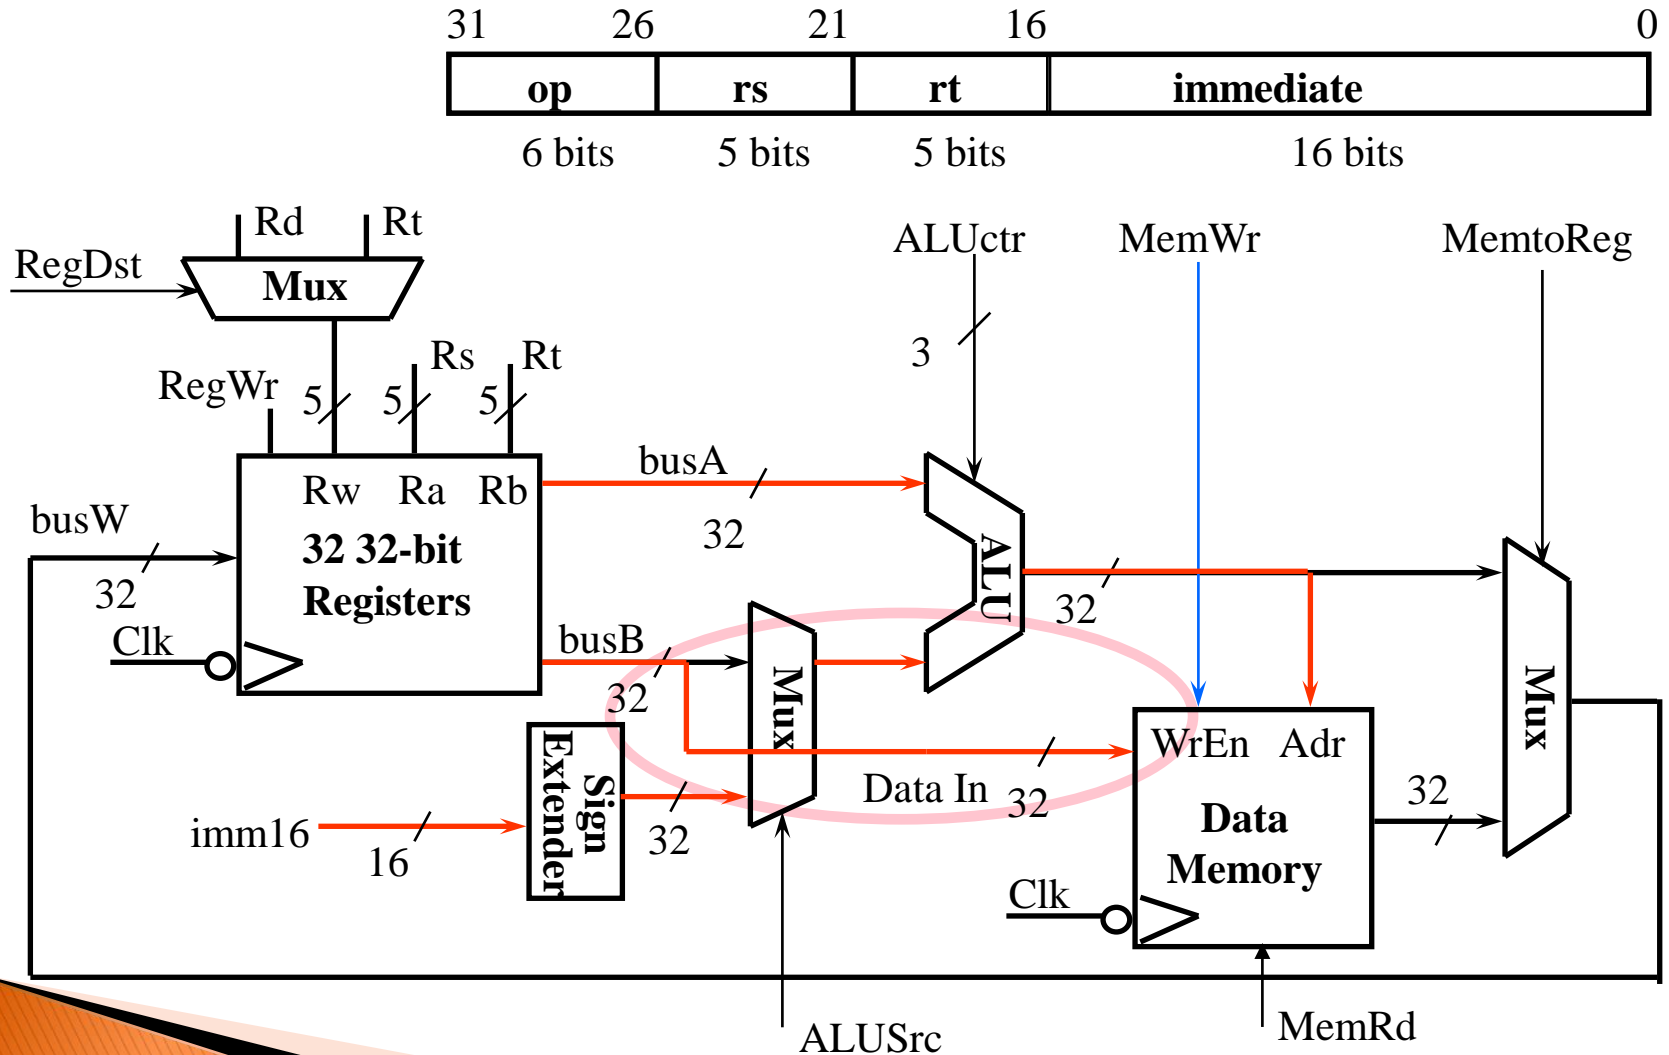 31 26 21 16 0
op rs rt immediate
6 bits 5 bits 5 bits 16 bits
Rd Rt
RegDst
Mux
ALUctr
MemWr
MemtoReg
3
Rs Rt
RegWr
5 5 5
busA
32
Rw Ra Rb
busW
32
32 32-bit
Registers
Clk
busB
32
ALU
32
Mux
Mux
WrEn Adr
Data In
32
32
Sign
Extender
imm16
16
32
Data
Memory
Clk
ALUSrc
MemRd